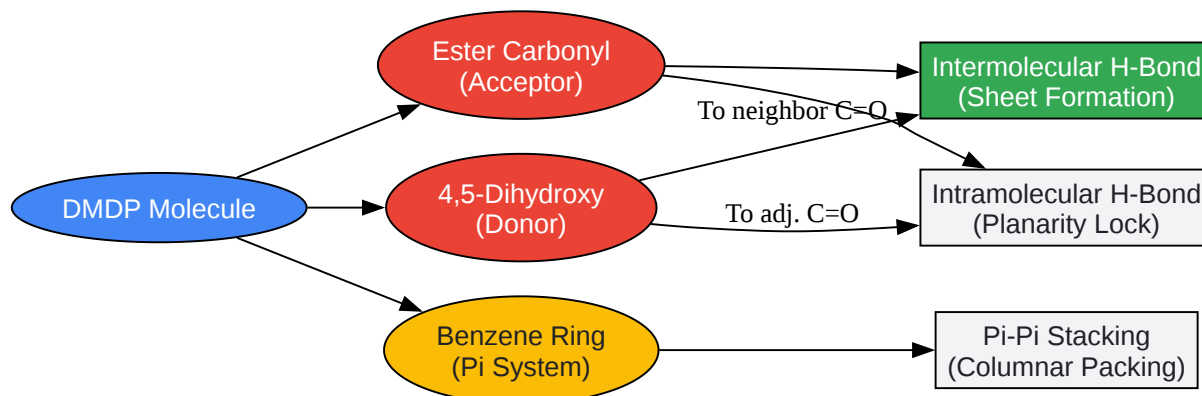 Ester Carbonyl
(Acceptor)
Intermolecular H-Bond
(Sheet Formation)
To neighbor C=O
DMDP Molecule
4,5-Dihydroxy
(Donor)
To adj. C=O
Intramolecular H-Bond
(Planarity Lock)
Benzene Ring
(Pi System)
Pi-Pi Stacking
(Columnar Packing)